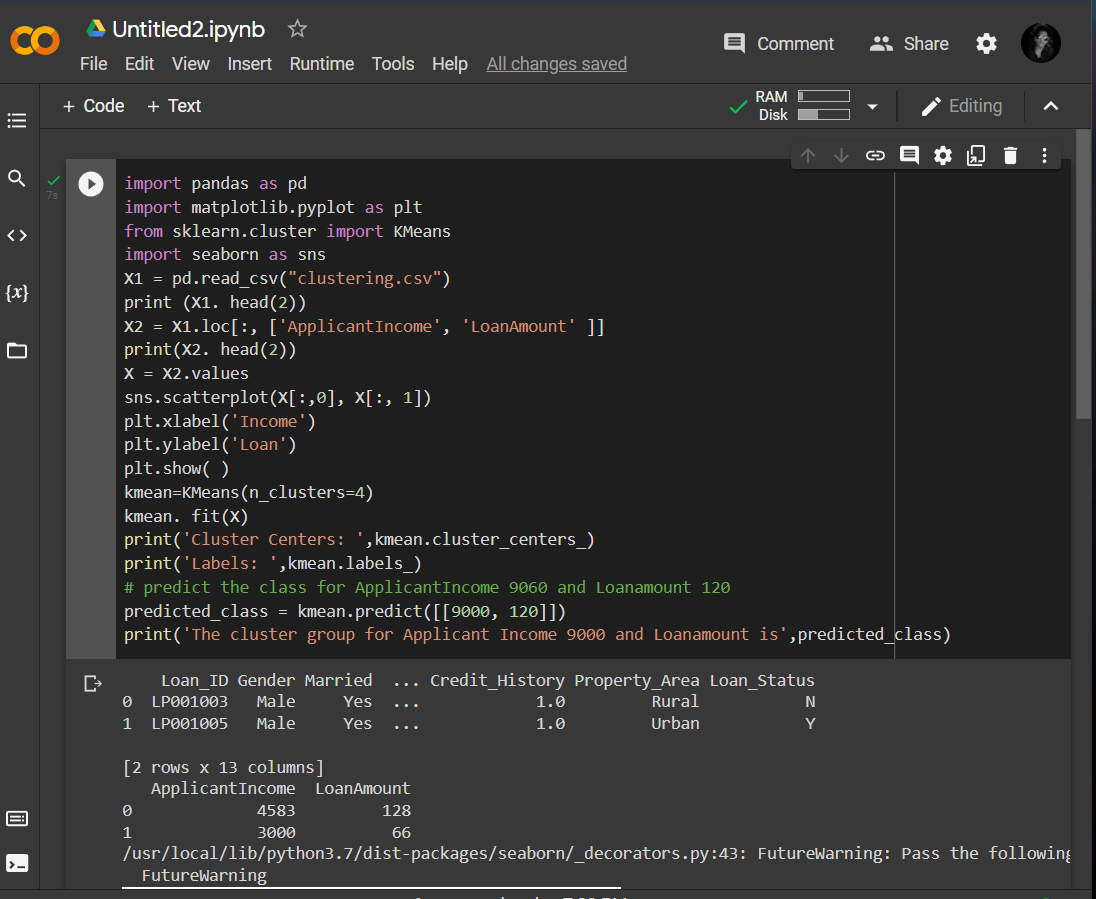 Untitled2.ipynb
Comment
Share
File Edit View Insert Runtime Tools Help All changes saved
+ Code + Text
RAM
Disk
Editing
7s
import pandas as pd
import matplotlib.pyplot as plt
from sklearn.cluster import KMeans
import seaborn as sns
X1 = pd.read_csv("clustering.csv")
print (X1. head(2))
X2 = X1.loc[:, ['ApplicantIncome', 'LoanAmount' ]]
print(X2. head(2))
X = X2.values
sns.scatterplot(X[:,0], X[:, 1])
plt.xlabel('Income')
plt.ylabel('Loan')
plt.show( )
kmean=KMeans(n_clusters=4)
kmean. fit(X)
print('Cluster Centers: ',kmean.cluster_centers_)
print('Labels: ',kmean.labels_)
# predict the class for ApplicantIncome 9060 and Loanamount 120
predicted_class = kmean.predict([[9000, 120]])
print('The cluster group for Applicant Income 9000 and Loanamount is',predicted_class)
Loan_ID Gender Married ... Credit_History Property_Area Loan_Status
0 LP001003 Male Yes ... 1.0 Rural N
1 LP001005 Male Yes ... 1.0 Urban Y
[2 rows x 13 columns]
ApplicantIncome LoanAmount
0 4583 128
1 3000 66
/usr/local/lib/python3.7/dist-packages/seaborn/_decorators.py:43: FutureWarning: Pass the following
FutureWarning